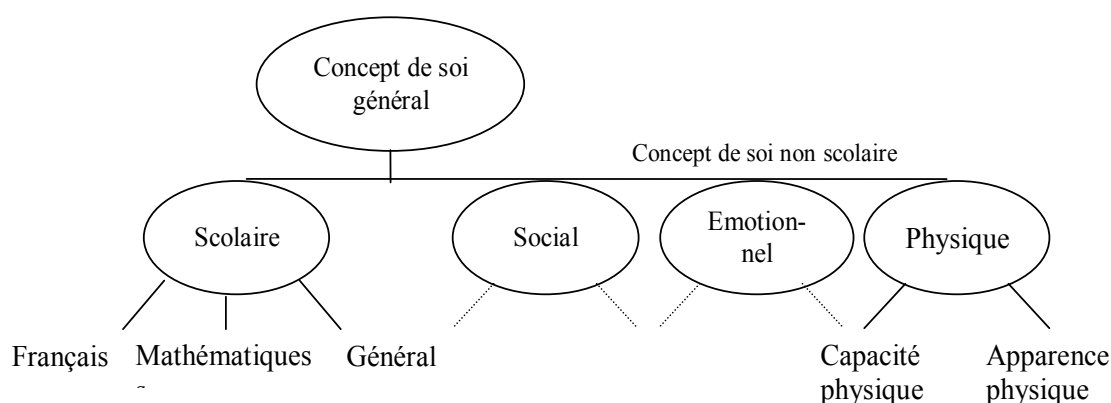 Concept de soi
général
Concept de soi non scolaire
Scolaire
Social
Emotion-
nel
Physique
Français
Mathématiques
Général
Capacité
physique
Apparence
physique